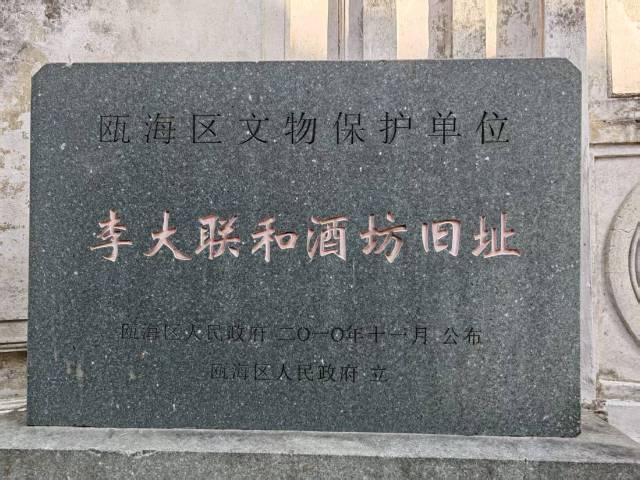 瓯海区文物保护单位
李大联和酒坊旧址
瓯海区人民政府 二〇一〇年十一月 公布
瓯海区人民政府 立